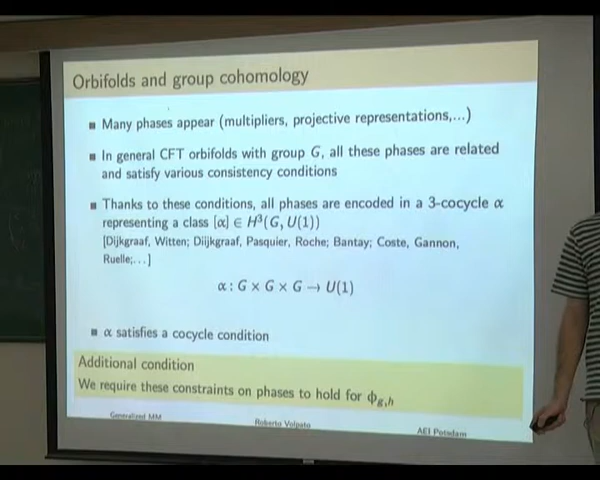 Orbifolds and group cohomology
Many phases appear (multipliers, projective representations,...)
In general CFT orbifolds with group G, all these phases are related
and satisfy various consistency conditions
Thanks to these conditions, all phases are encoded in a 3-cocycle α
representing a class [α] ∈ H³(G, U(1))
[Dijkgraaf, Witten; Diijkgraaf, Pasquier, Roche; Bantay; Coste, Gannon,
Ruelle;...]
α : G × G × G → U(1)
α satisfies a cocycle condition
Additional condition
We require these constraints on phases to hold for ϕg,h
Generalized MM
Roberto Volpato
AEI Potsdam